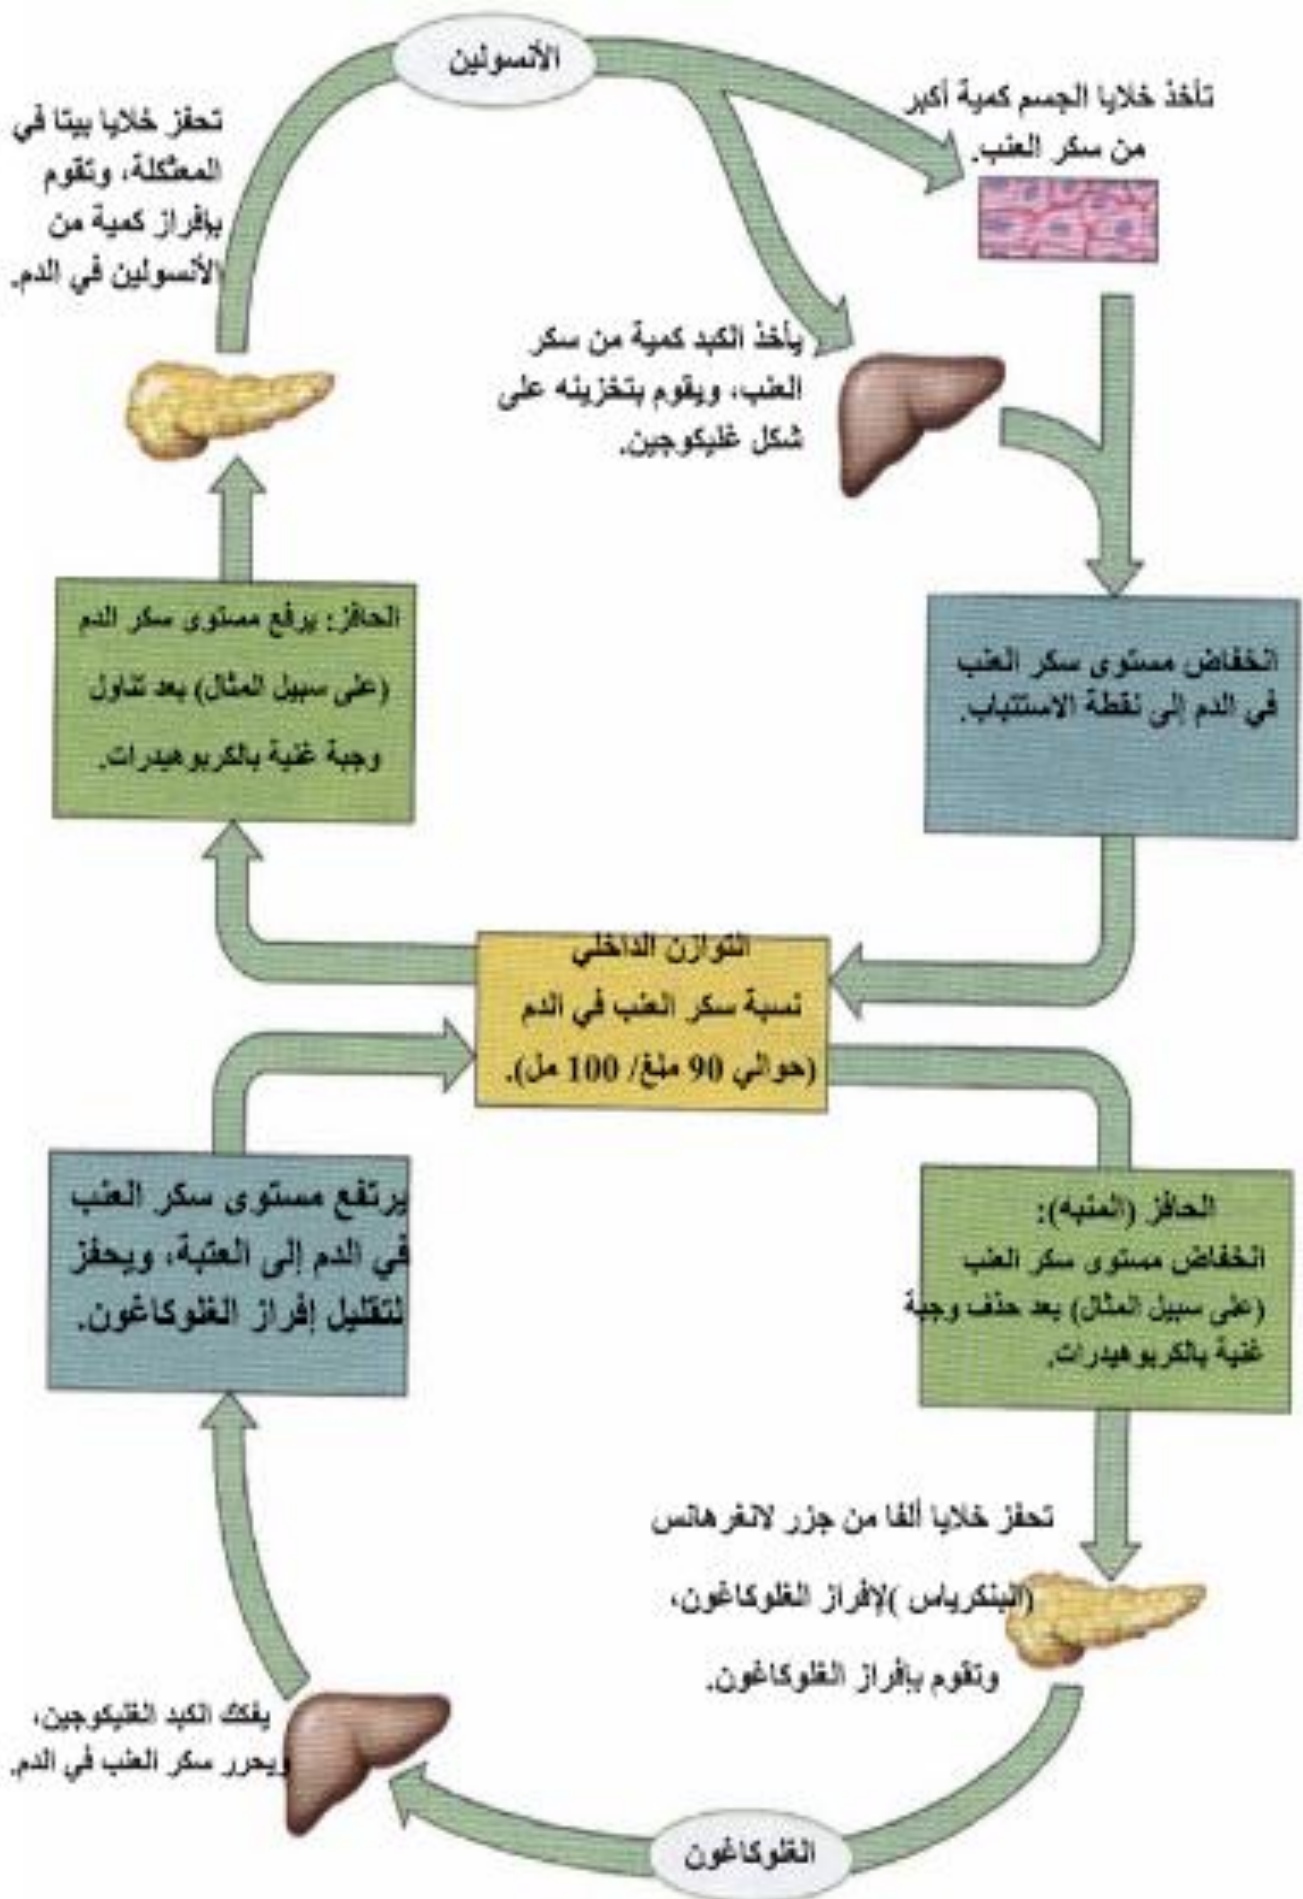 الأنسولين
تأخذ خلايا الجسم كمية أكبر
من سكر العنب.
تحفز خلايا بيتا في
المعثكلة، وتقوم
بإفراز كمية من
الأنسولين في الدم.
يأخذ الكبد كمية من سكر
العنب، ويقوم بتخزينه على
شكل غليكوجين.
الحافز: يرفع مستوى سكر الدم
(على سبيل المثال) بعد تناول
وجبة غنية بالكربوهيدرات.
انخفاض مستوى سكر العنب
في الدم إلى نقطة الاستتباب.
التوازن الداخلي
نسبة سكر العنب في الدم
(حوالي 90 ملغ/ 100 مل).
يرتفع مستوى سكر العنب
في الدم إلى العتبة، ويحفز
لتقليل إفراز الغلوكاغون.
الحافز (المنبه):
انخفاض مستوى سكر العنب
(على سبيل المثال) بعد حذف وجبة
غنية بالكربوهيدرات.
تحفز خلايا ألفا من جزر لانغرهانس
(البنكرياس )لإفراز الغلوكاغون،
وتقوم بإفراز الغلوكاغون.
يفكك الكبد الغليكوجين،
ويحرر سكر العنب في الدم.
الغلوكاغون